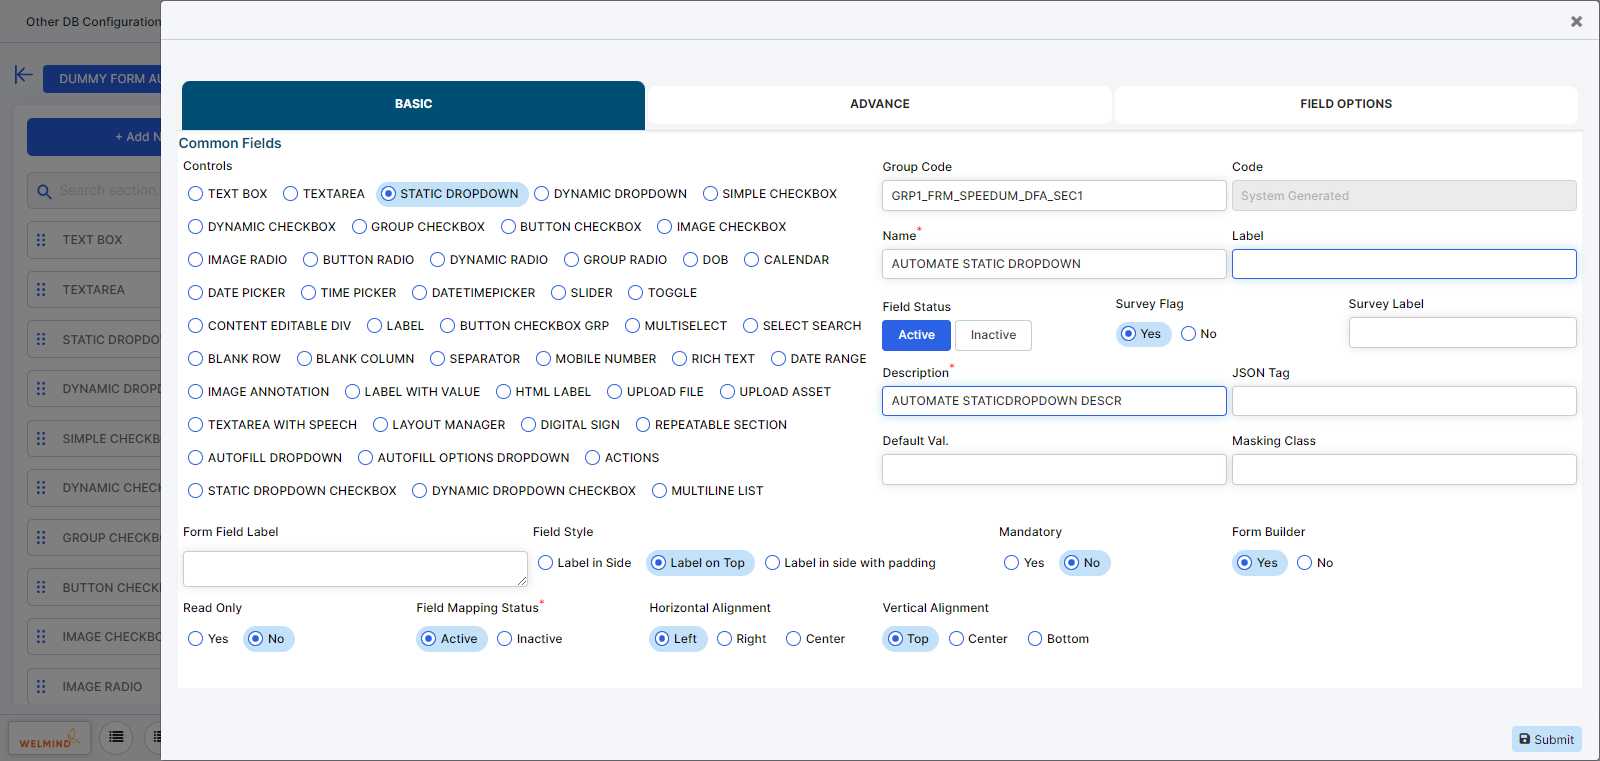 Other DB Configuration
DUMMY FORM AU
+ Add N
Search section,
TEXT BOX
TEXTAREA
STATIC DROPDO
DYNAMIC DROPD
SIMPLE CHECKB
DYNAMIC CHECK
GROUP CHECKB
BUTTON CHECK
IMAGE CHECKBO
IMAGE RADIO
WELMIND
BASIC
ADVANCE
FIELD OPTIONS
Common Fields
Controls
TEXT BOX TEXTAREA STATIC DROPDOWN DYNAMIC DROPDOWN SIMPLE CHECKBOX
DYNAMIC CHECKBOX GROUP CHECKBOX BUTTON CHECKBOX IMAGE CHECKBOX
IMAGE RADIO BUTTON RADIO DYNAMIC RADIO GROUP RADIO DOB CALENDAR
DATE PICKER TIME PICKER DATETIMEPICKER SLIDER TOGGLE
CONTENT EDITABLE DIV LABEL BUTTON CHECKBOX GRP MULTISELECT SELECT SEARCH
BLANK ROW BLANK COLUMN SEPARATOR MOBILE NUMBER RICH TEXT DATE RANGE
IMAGE ANNOTATION LABEL WITH VALUE HTML LABEL UPLOAD FILE UPLOAD ASSET
TEXTAREA WITH SPEECH LAYOUT MANAGER DIGITAL SIGN REPEATABLE SECTION
AUTOFILL DROPDOWN AUTOFILL OPTIONS DROPDOWN ACTIONS
STATIC DROPDOWN CHECKBOX DYNAMIC DROPDOWN CHECKBOX MULTILINE LIST
Group Code Code
GRP1_FRM_SPEEDUM_DFA_SEC1 System Generated
Name* Label
AUTOMATE STATIC DROPDOWN
Field Status Survey Flag Survey Label
Active Inactive Yes No
Description* JSON Tag
AUTOMATE STATICDROPDOWN DESCR
Default Val. Masking Class
Form Field Label Field Style Mandatory Form Builder
Label in Side Label on Top Label in side with padding Yes No Yes No
Read Only Field Mapping Status* Horizontal Alignment Vertical Alignment
Yes No Active Inactive Left Right Center Top Center Bottom
Submit